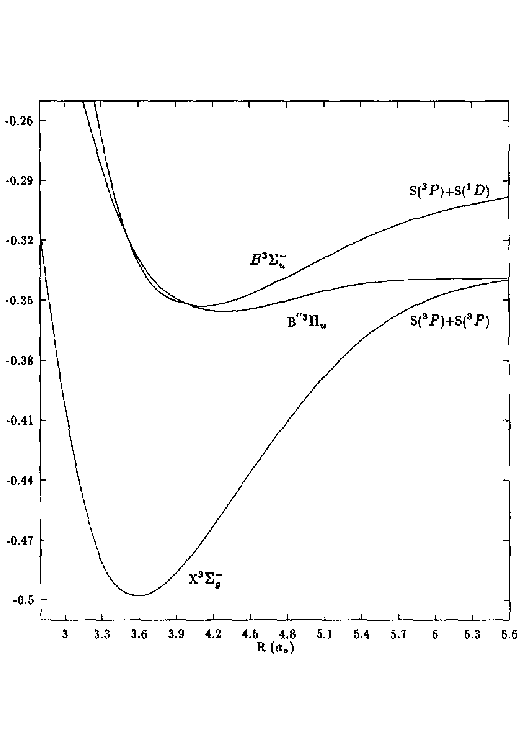 -0.26
-0.29
S(³P)+S(¹D)
-0.32
B³Σ⁻ᵤ
-0.35
B″³Πᵤ
S(³P)+S(³P)
-0.38
-0.41
-0.44
-0.47
X³Σ⁻g
-0.5
3 3.3 3.6 3.9 4.2 4.5 4.8 5.1 5.4 5.7 6 6.3 6.6
R (a₀)